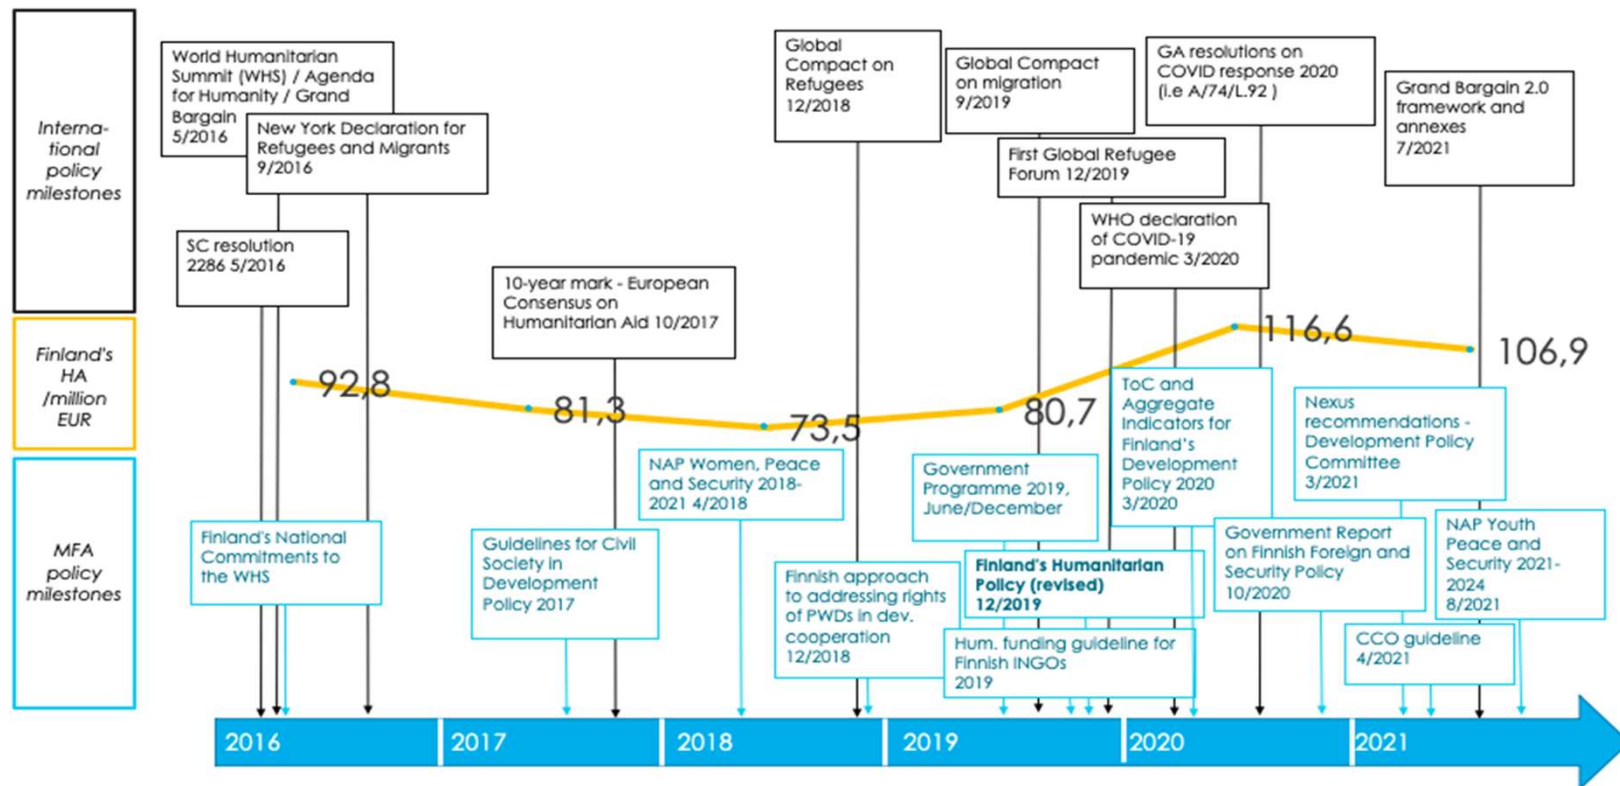 Interna-
tional
policy
milestones
World Humanitarian
Summit (WHS) / Agenda
for Humanity / Grand
Bargain
5/2016
New York Declaration for
Refugees and Migrants
9/2016
SC resolution
2286 5/2016
10-year mark - European
Consensus on
Humanitarian Aid 10/2017
Global
Compact on
Refugees
12/2018
Global Compact
on migration
9/2019
First Global Refugee
Forum 12/2019
WHO declaration
of COVID-19
pandemic 3/2020
GA resolutions on
COVID response 2020
(i.e A/74/L.92 )
Grand Bargain 2.0
framework and
annexes
7/2021
Finland's
HA
/million
EUR
92,8
81,3
73,5
80,7
116,6
106,9
MFA
policy
milestones
Finland's National
Commitments to
the WHS
Guidelines for Civil
Society in
Development
Policy 2017
NAP Women, Peace
and Security 2018-
2021 4/2018
Finnish approach
to addressing rights
of PWDs in dev.
cooperation
12/2018
Government
Programme 2019,
June/December
Finland's Humanitarian
Policy (revised)
12/2019
Hum. funding guideline for
Finnish INGOs
2019
ToC and
Aggregate
Indicators for
Finland's
Development
Policy 2020
3/2020
Government Report
on Finnish Foreign and
Security Policy
10/2020
Nexus
recommendations -
Development Policy
Committee
3/2021
CCO guideline
4/2021
NAP Youth
Peace and
Security 2021-
2024
8/2021
2016
2017
2018
2019
2020
2021